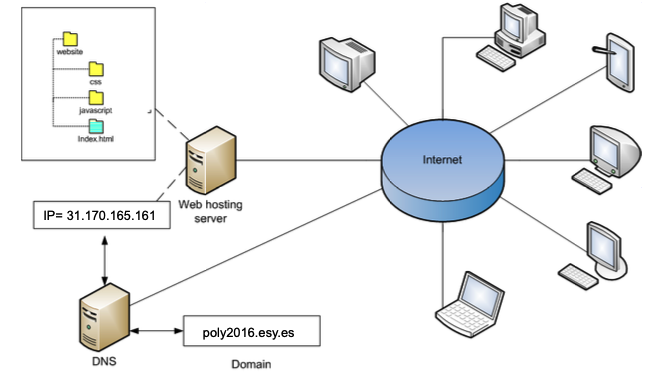 website
css
javascript
Index.html
Internet
Web hosting
server
IP= 31.170.165.161
poly2016.esy.es
DNS
Domain